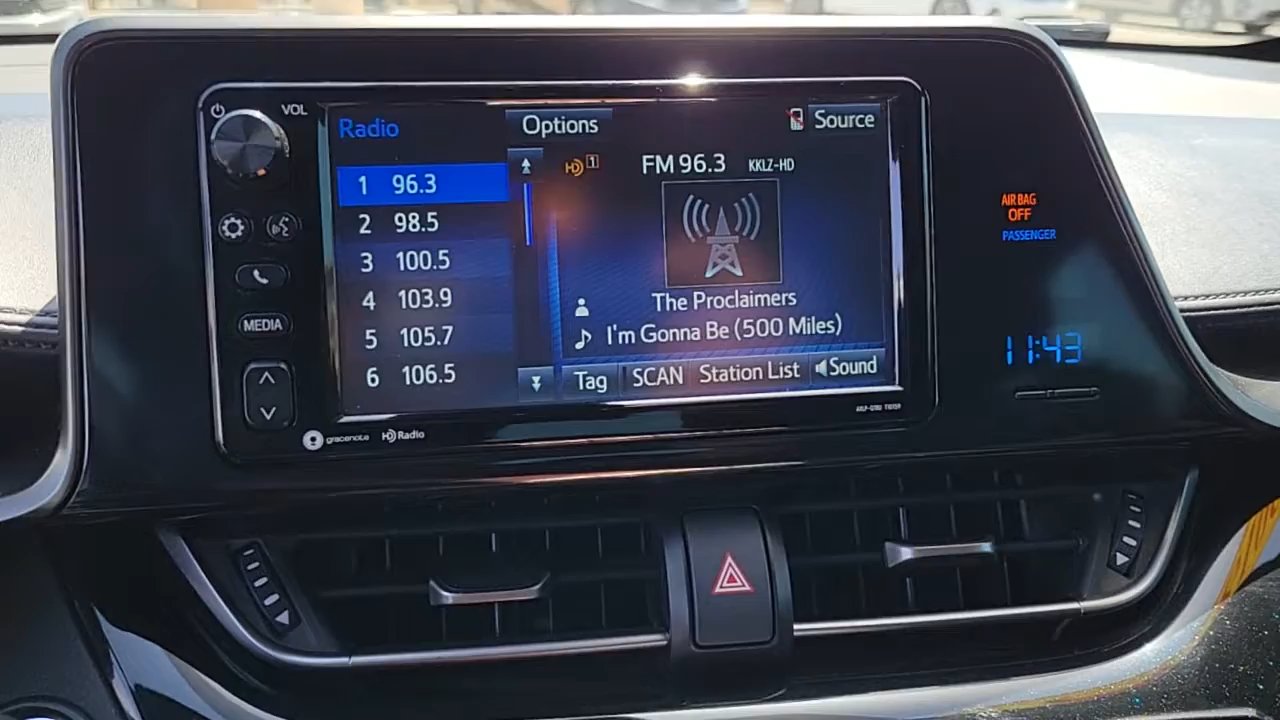 VOL
Radio
Options
Source
1 96.3
2 98.5
3 100.5
4 103.9
5 105.7
6 106.5
HD 1
FM 96.3 KKLZ-HD
The Proclaimers
I'm Gonna Be (500 Miles)
Tag
SCAN
Station List
Sound
MEDIA
gracenote
HD Radio
AIR BAG
OFF
PASSENGER
11:43